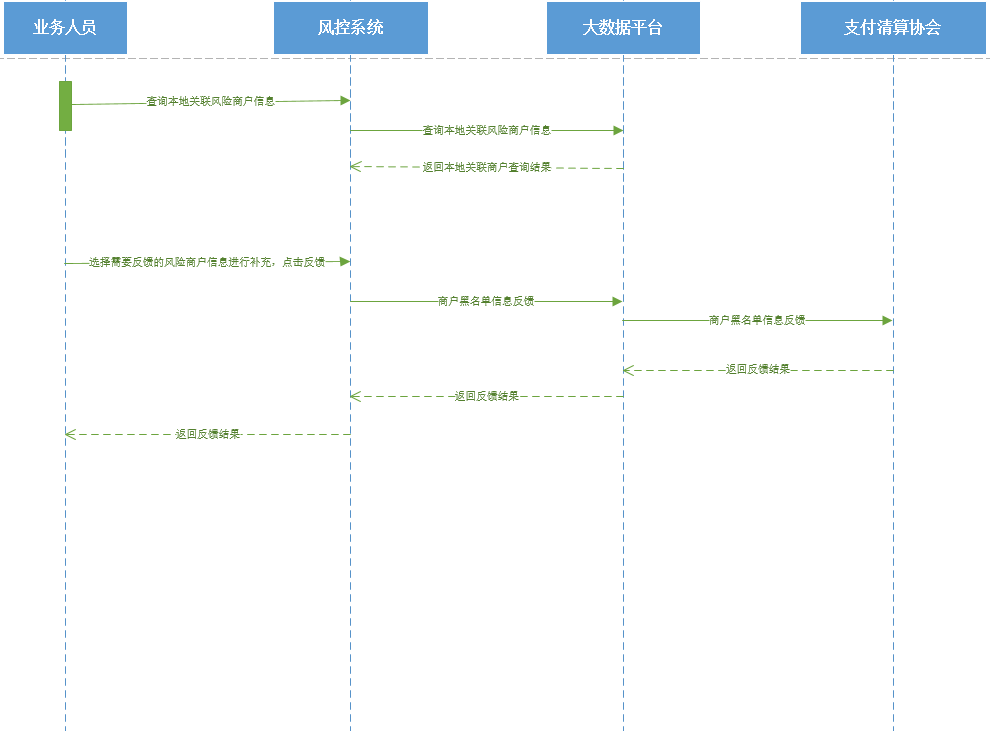 业务人员
风控系统
大数据平台
支付清算协会
查询本地关联风险商户信息
查询本地关联风险商户信息
返回本地关联商户查询结果
选择需要反馈的风险商户信息进行补充，点击反馈
商户黑名单信息反馈
商户黑名单信息反馈
返回反馈结果
返回反馈结果
返回反馈结果